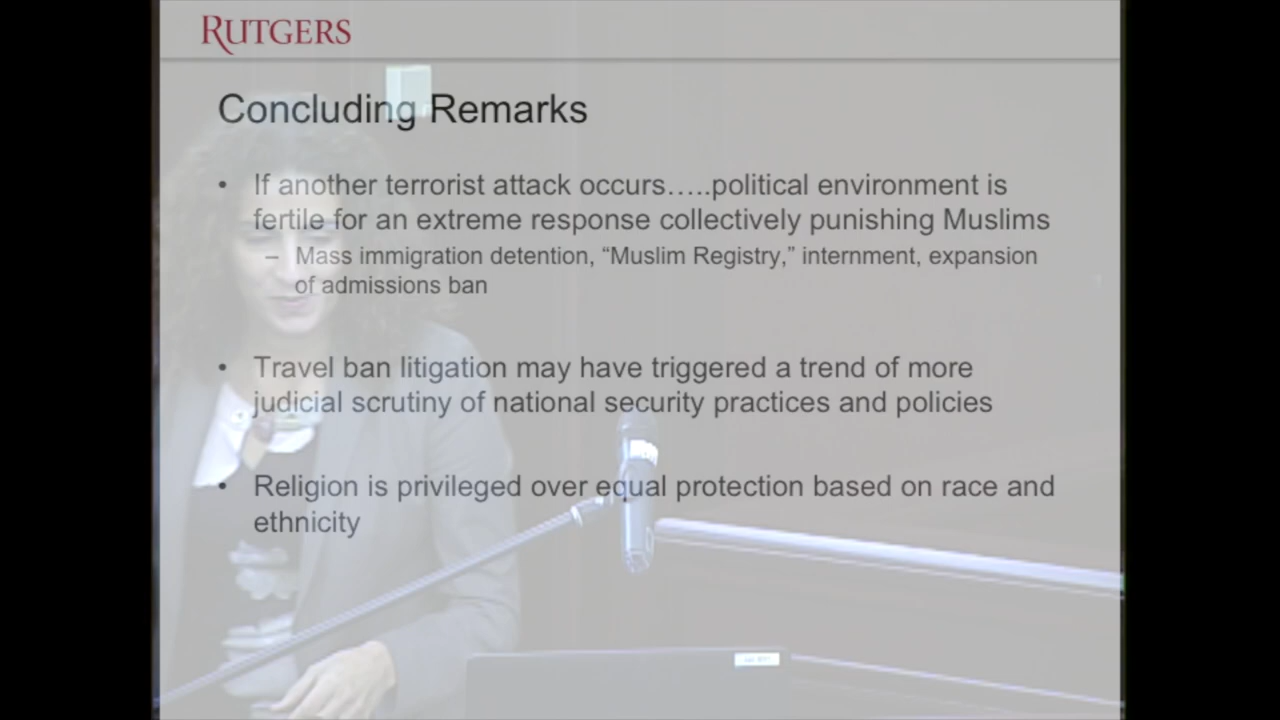 RUTGERS
Concluding Remarks
• If another terrorist attack occurs…..political environment is
fertile for an extreme response collectively punishing Muslims
– Mass immigration detention, “Muslim Registry,” internment, expansion
of admissions ban
• Travel ban litigation may have triggered a trend of more
judicial scrutiny of national security practices and policies
• Religion is privileged over equal protection based on race and
ethnicity